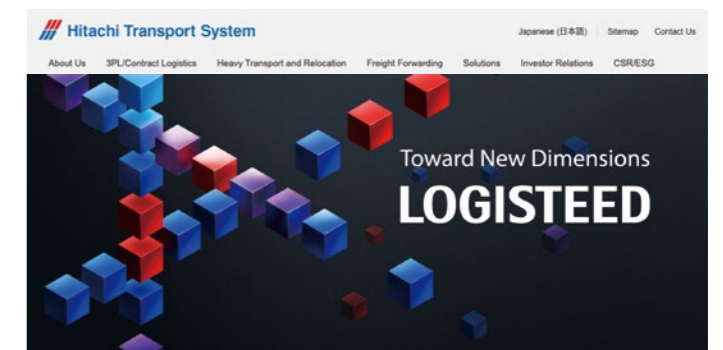 Hitachi Transport System
Japanese (日本語) Sitemap Contact Us
About Us 3PL/Contract Logistics Heavy Transport and Relocation Freight Forwarding Solutions Investor Relations CSR/ESG
Toward New Dimensions
LOGISTEED